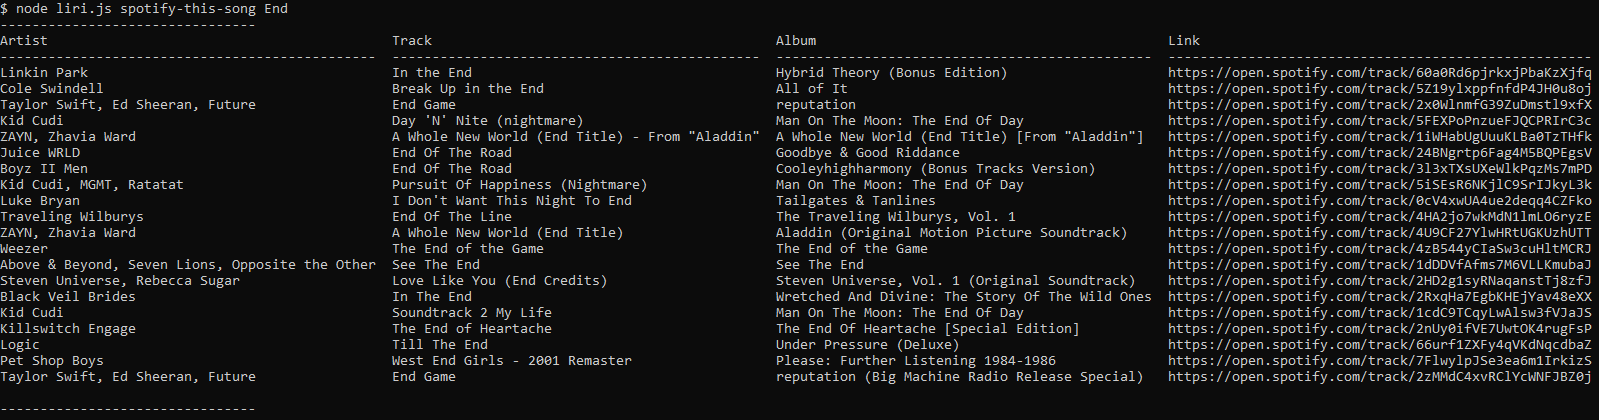 $ node liri.js spotify-this-song End
--------------------------------
Artist Track Album Link
----------------------------------------------- ---------------------------------------------- ----------------------------------------------- -----------------------------------------------------
Linkin Park In the End Hybrid Theory (Bonus Edition) https://open.spotify.com/track/60a0Rd6pjrkxjPbaKzXjfq
Cole Swindell Break Up in the End All of It https://open.spotify.com/track/5Z19ylxppfnfdP4JH0u8oj
Taylor Swift, Ed Sheeran, Future End Game reputation https://open.spotify.com/track/2x0WlnmfG39ZuDmstl9xfX
Kid Cudi Day 'N' Nite (nightmare) Man On The Moon: The End Of Day https://open.spotify.com/track/5FEXPoPnzueFJQCPRIrC3c
ZAYN, Zhavia Ward A Whole New World (End Title) - From "Aladdin" A Whole New World (End Title) [From "Aladdin"] https://open.spotify.com/track/1iWHabUgUuuKLBa0TzTHfk
Juice WRLD End Of The Road Goodbye & Good Riddance https://open.spotify.com/track/24BNgrtp6Fag4M5BQPEgsV
Boyz II Men End Of The Road Cooleyhighharmony (Bonus Tracks Version) https://open.spotify.com/track/3l3xTXsUXeWlkPqzMs7mPD
Kid Cudi, MGMT, Ratatat Pursuit Of Happiness (Nightmare) Man On The Moon: The End Of Day https://open.spotify.com/track/5iSEsR6NKjlC9SrIJkyL3k
Luke Bryan I Don't Want This Night To End Tailgates & Tanlines https://open.spotify.com/track/0cV4xwUA4ue2deqq4CZFko
Traveling Wilburys End Of The Line The Traveling Wilburys, Vol. 1 https://open.spotify.com/track/4HA2jo7wkMdN1lmLO6ryzE
ZAYN, Zhavia Ward A Whole New World (End Title) Aladdin (Original Motion Picture Soundtrack) https://open.spotify.com/track/4U9CF27YlwHRtUGKUzhUTT
Weezer The End of the Game The End of the Game https://open.spotify.com/track/4zB544yCIaSw3cuHltMCRJ
Above & Beyond, Seven Lions, Opposite the Other See The End See The End https://open.spotify.com/track/1dDDVfAfms7M6VLLKmubaJ
Steven Universe, Rebecca Sugar Love Like You (End Credits) Steven Universe, Vol. 1 (Original Soundtrack) https://open.spotify.com/track/2HD2g1syRNaqanstTj8zfJ
Black Veil Brides In The End Wretched And Divine: The Story Of The Wild Ones https://open.spotify.com/track/2RxqHa7EgbKHEjYav48eXX
Kid Cudi Soundtrack 2 My Life Man On The Moon: The End Of Day https://open.spotify.com/track/1cdC9TCqyLwAlsw3fVJaJS
Killswitch Engage The End of Heartache The End Of Heartache [Special Edition] https://open.spotify.com/track/2nUy0ifVE7UwtOK4rugFsP
Logic Till The End Under Pressure (Deluxe) https://open.spotify.com/track/66urf1ZXFy4qVKdNqcdbaZ
Pet Shop Boys West End Girls - 2001 Remaster Please: Further Listening 1984-1986 https://open.spotify.com/track/7FlwylpJSe3ea6m1IrkizS
Taylor Swift, Ed Sheeran, Future End Game reputation (Big Machine Radio Release Special) https://open.spotify.com/track/2zMMdC4xvRClYcWNFJBZ0j
--------------------------------